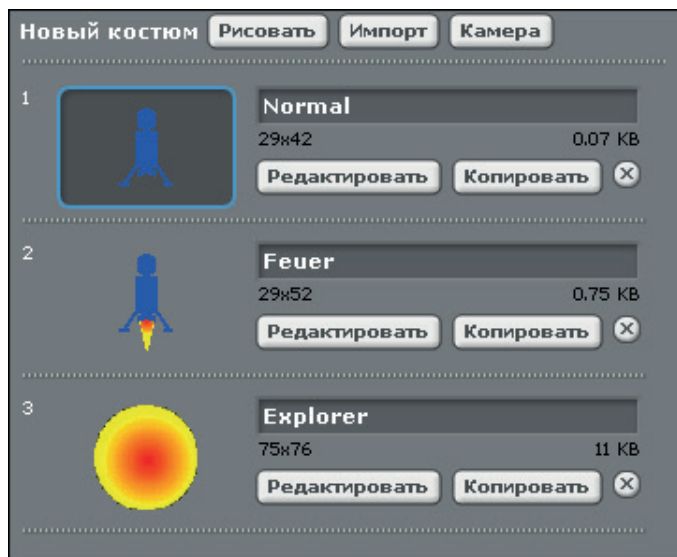 Новый костюм Рисовать Импорт Камера
1
Normal
29x42 0.07 KB
Редактировать Копировать
2
Feuer
29x52 0.75 KB
Редактировать Копировать
3
Explorer
75x76 11 KB
Редактировать Копировать